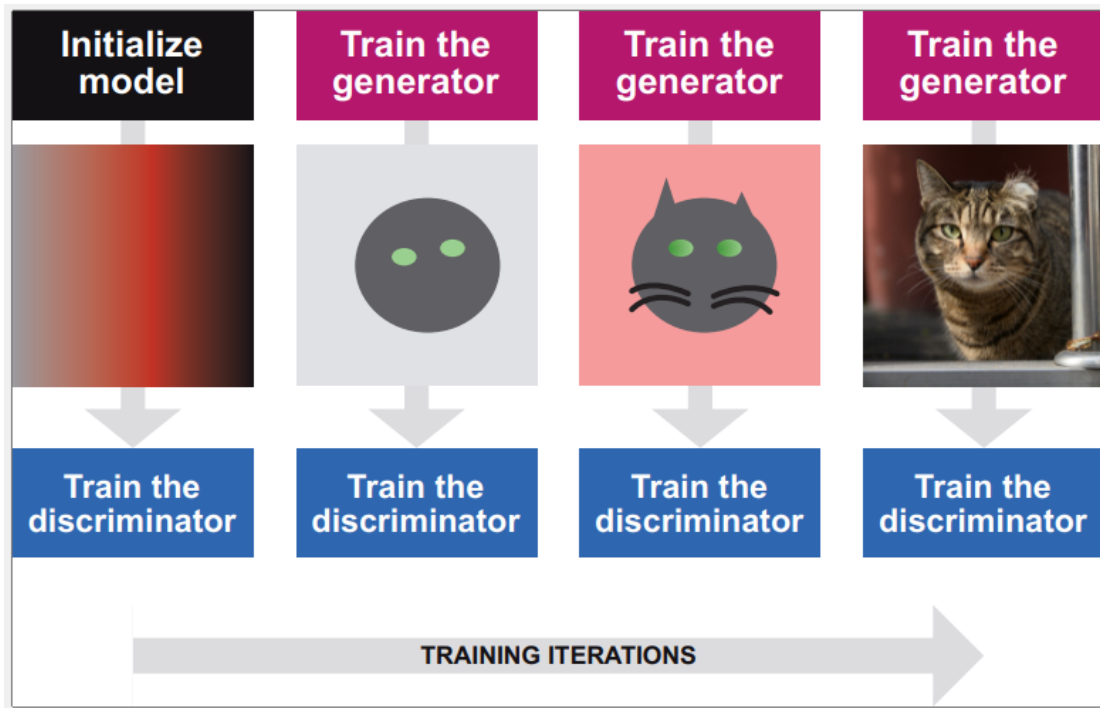 Initialize
model
Train the
generator
Train the
generator
Train the
generator
Train the
discriminator
Train the
discriminator
Train the
discriminator
Train the
discriminator
TRAINING ITERATIONS